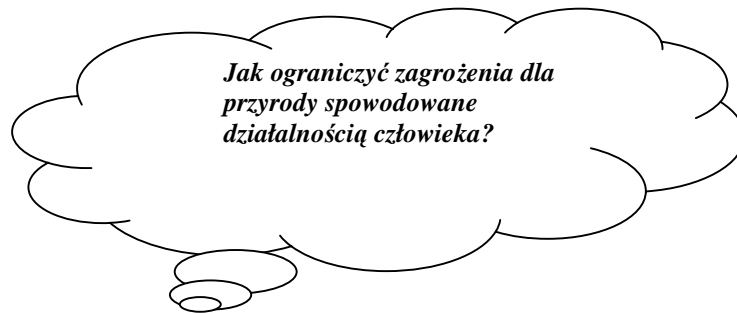 Jak ograniczyć zagrożenia dla
przyrody spowodowane
działalnością człowieka?